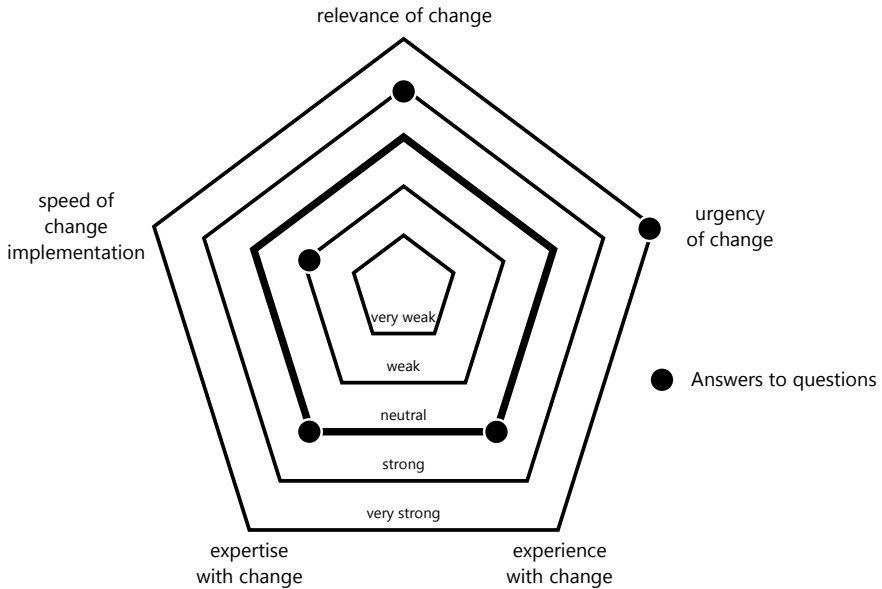 relevance of change
speed of
change
implementation
urgency
of change
very weak
weak
Answers to questions
neutral
strong
very strong
expertise
with change
experience
with change